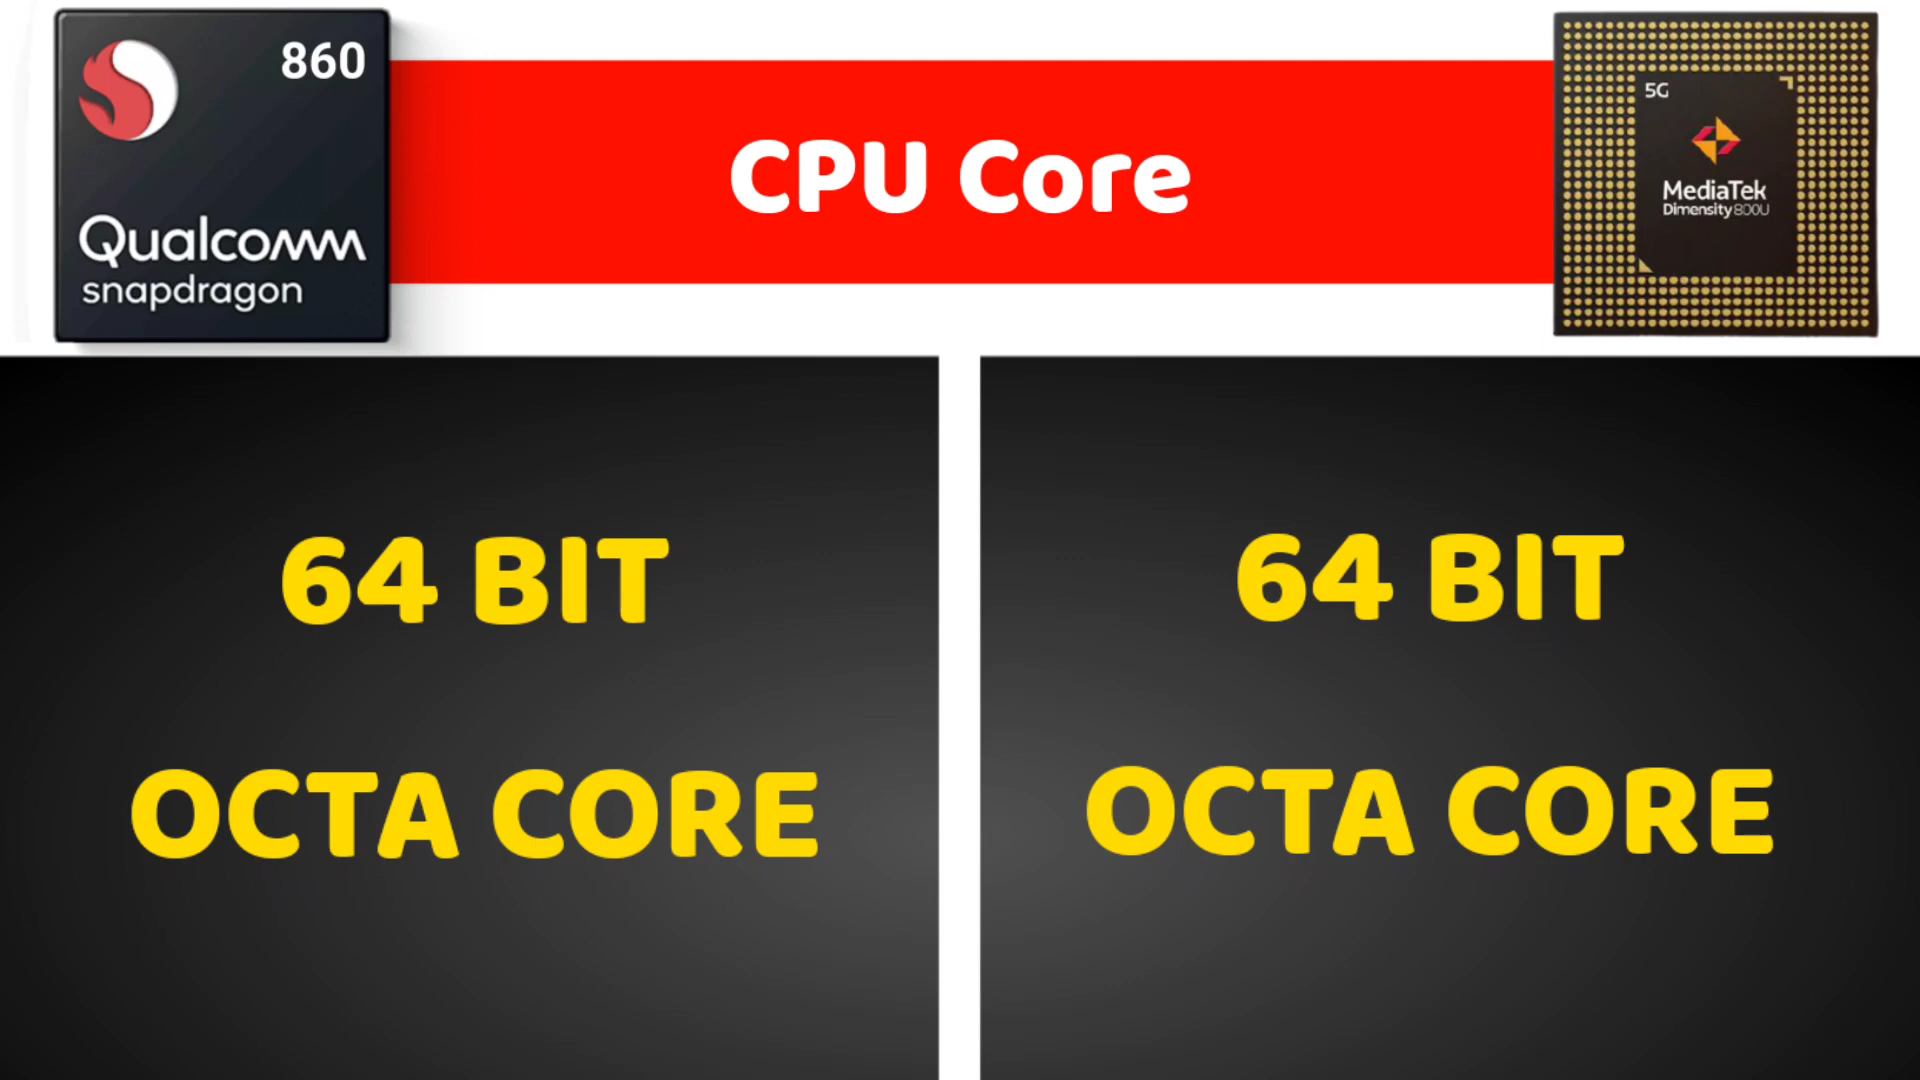 860
Qualcomm
snapdragon
CPU Core
5G
MediaTek
Dimensity 800U
64 BIT
OCTA CORE
64 BIT
OCTA CORE